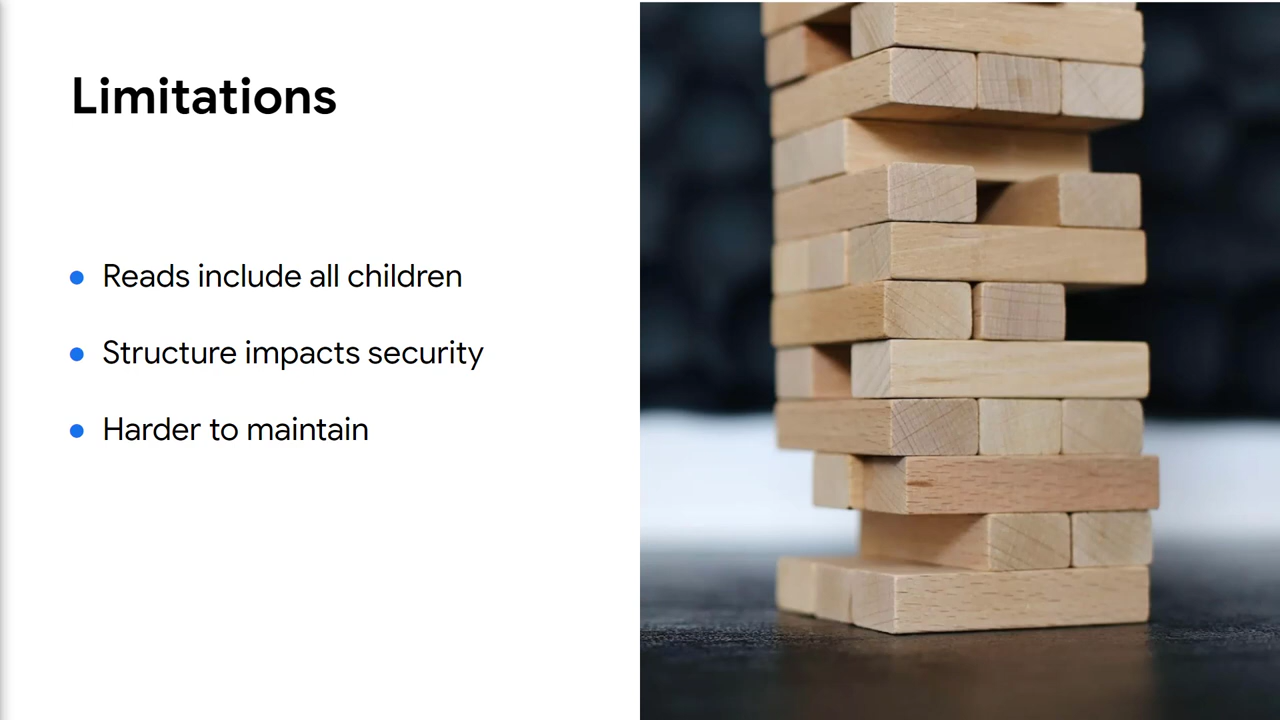 Limitations
Reads include all children
Structure impacts security
Harder to maintain